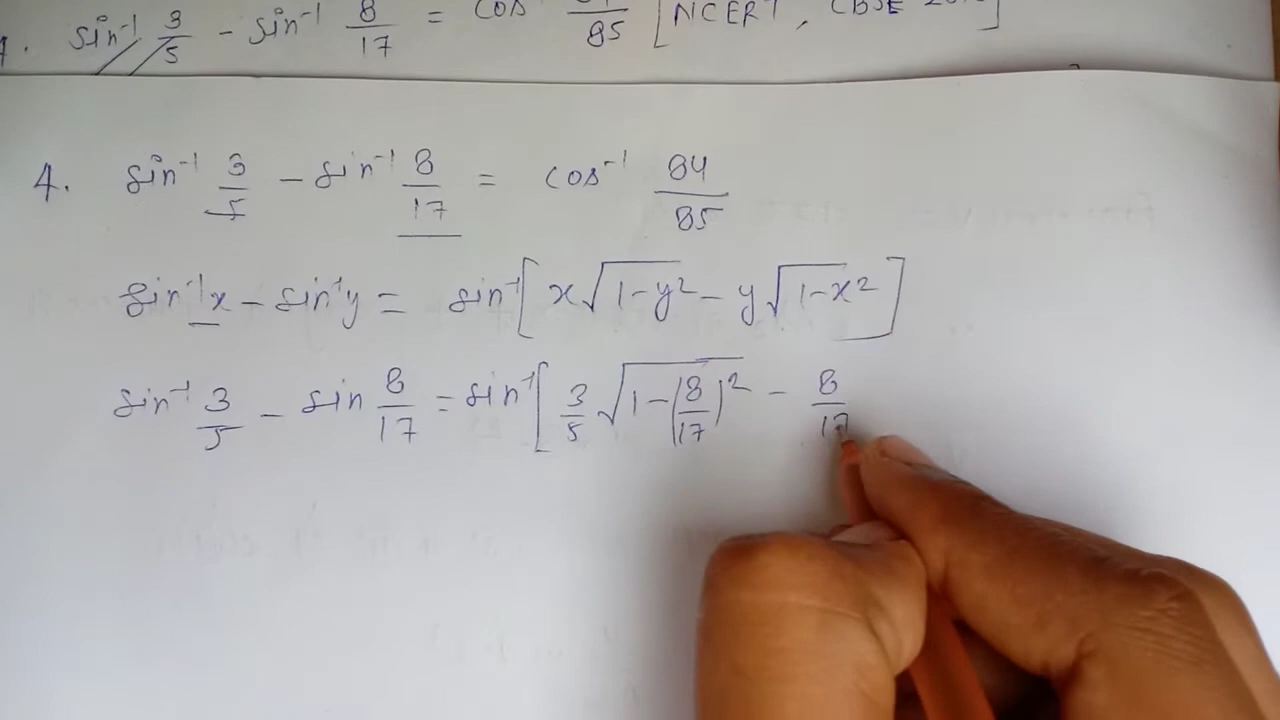 sin⁻¹ 3/5 - sin⁻¹ 8/17 = cos 85 [NCERT, CBSE
4. sin⁻¹ 3/5 - sin⁻¹ 8/17 = cos⁻¹ 84/85
sin⁻¹x - sin⁻¹y = sin⁻¹[x√1-y² - y√1-x²]
sin⁻¹ 3/5 - sin 8/17 = sin⁻¹[3/5 √1-(8/17)² - 8/17